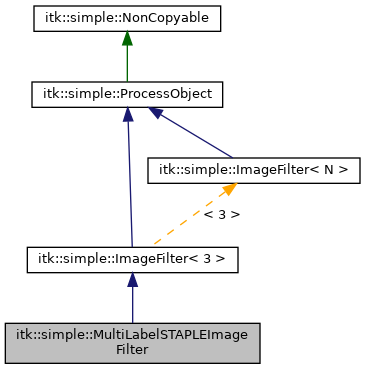 itk::simple::NonCopyable
itk::simple::ProcessObject
itk::simple::ImageFilter< N >
< 3 >
itk::simple::ImageFilter< 3 >
itk::simple::MultiLabelSTAPLEImage
Filter